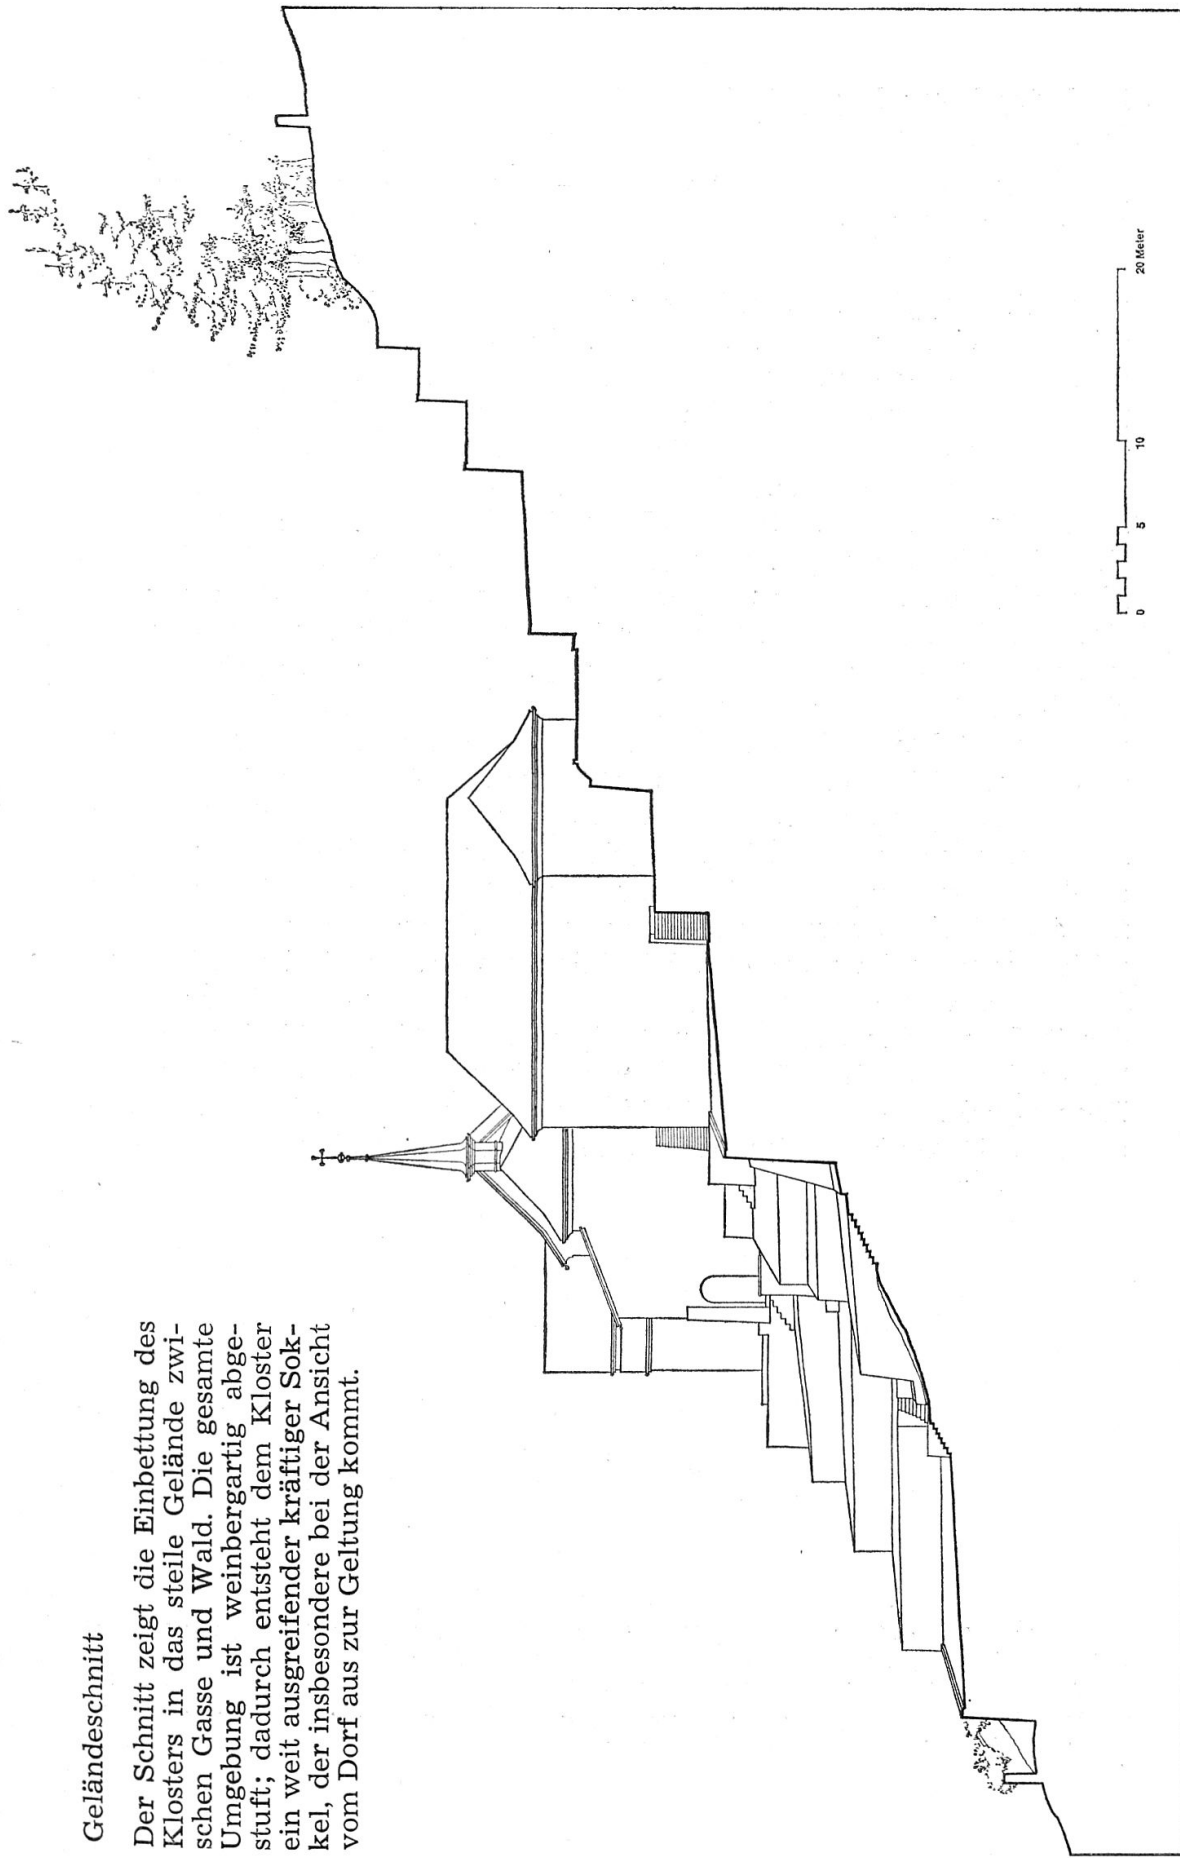 Geländeschnitt
Der Schnitt zeigt die Einbettung des
Klosters in das steile Gelände zwi-
schen Gasse und Wald. Die gesamte
Umgebung ist weinbergartig abge-
stuft; dadurch entsteht dem Kloster
ein weit ausgreifender kräftiger Sok-
kel, der insbesondere bei der Ansicht
vom Dorf aus zur Geltung kommt.
0 5 10 20 Meter